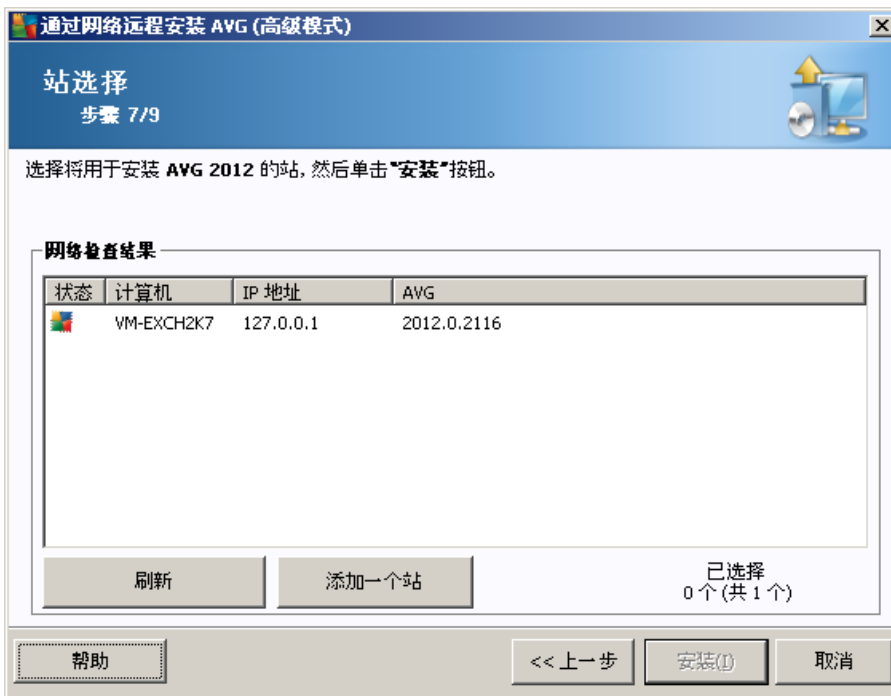 通过网络远程安装 AVG (高级模式)
站选择
步骤 7/9
选择将用于安装 AVG 2012 的站, 然后单击"安装"按钮。
网络检查结果
状态 计算机 IP 地址 AVG
VM-EXCH2K7 127.0.0.1 2012.0.2116
刷新 添加一个站
已选择
0 个 (共 1 个)
帮助 << 上一步 安装(I) 取消